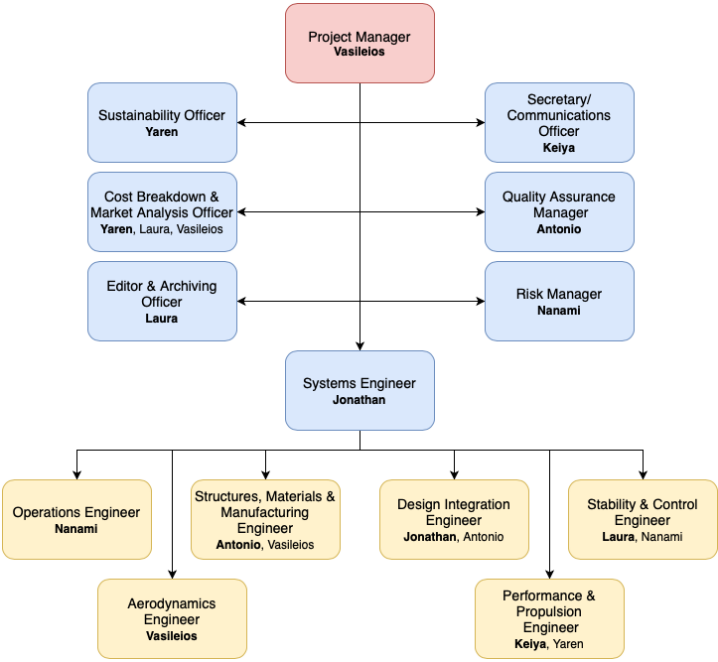 Project Manager
Vasileios
Sustainability Officer
Yaren
Secretary/
Communications
Officer
Keiya
Cost Breakdown &
Market Analysis Officer
Yaren, Laura, Vasileios
Quality Assurance
Manager
Antonio
Editor & Archiving
Officer
Laura
Risk Manager
Nanami
Systems Engineer
Jonathan
Operations Engineer
Nanami
Structures, Materials &
Manufacturing
Engineer
Antonio, Vasileios
Design Integration
Engineer
Jonathan, Antonio
Stability & Control
Engineer
Laura, Nanami
Aerodynamics
Engineer
Vasileios
Performance &
Propulsion
Engineer
Keiya, Yaren